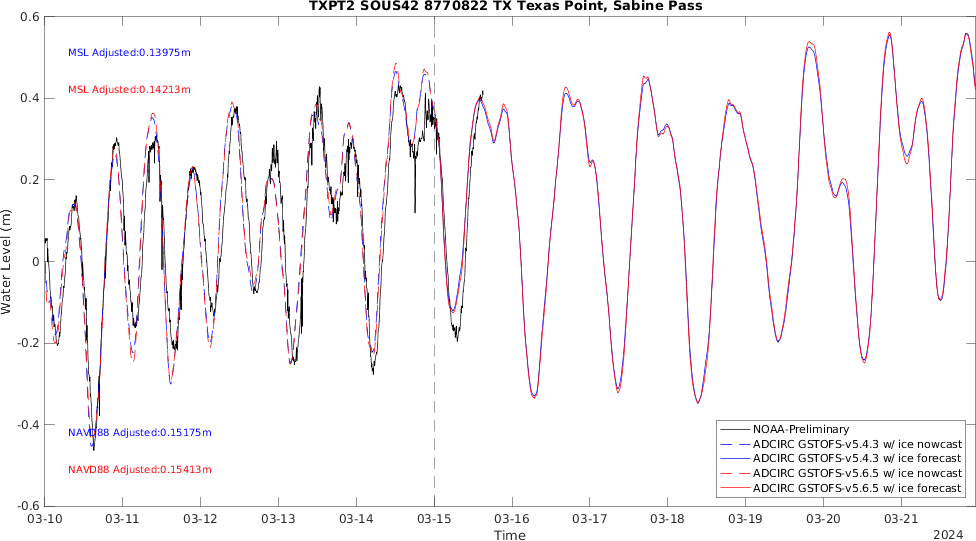 TXPT2 SOUS42 8770822 TX Texas Point, Sabine Pass
0.6
MSL Adjusted:0.13975m
MSL Adjusted:0.14213m
0.4
0.2
0
-0.2
-0.4
-0.6
Water Level (m)
NAVD88 Adjusted:0.15175m
NAVD88 Adjusted:0.15413m
NOAA-Preliminary
ADCIRC GSTOFS-v5.4.3 w/ ice nowcast
ADCIRC GSTOFS-v5.4.3 w/ ice forecast
ADCIRC GSTOFS-v5.6.5 w/ ice nowcast
ADCIRC GSTOFS-v5.6.5 w/ ice forecast
03-10 03-11 03-12 03-13 03-14 03-15 03-16 03-17 03-18 03-19 03-20 03-21
Time
2024